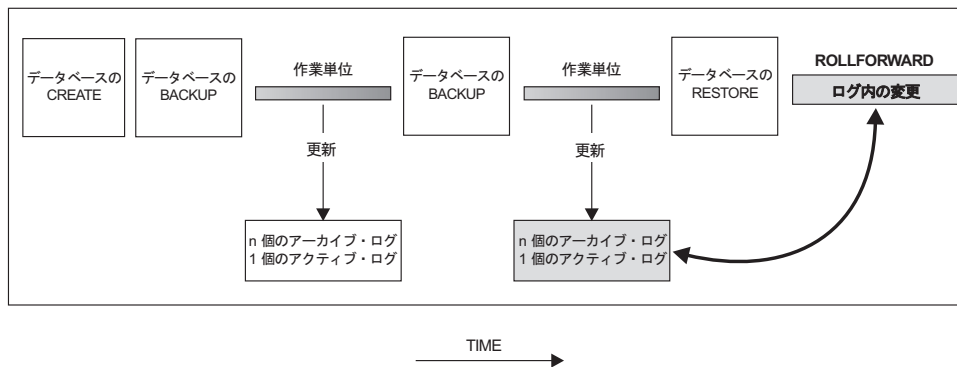 データベースの
CREATE
データベースの
BACKUP
作業単位
更新
n 個のアーカイブ・ログ
1 個のアクティブ・ログ
データベースの
BACKUP
作業単位
更新
n 個のアーカイブ・ログ
1 個のアクティブ・ログ
データベースの
RESTORE
ROLLFORWARD
ログ内の変更
TIME